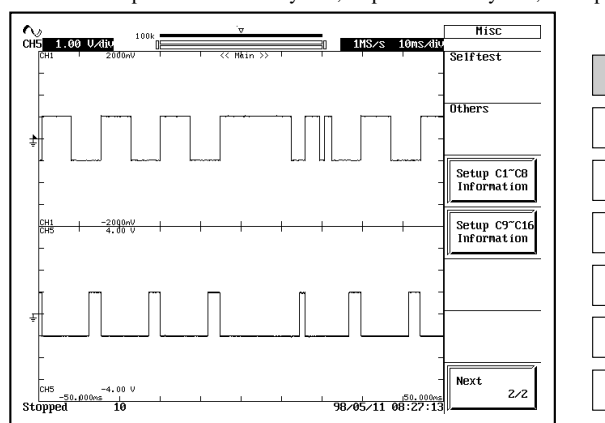 CH5 1.00 V/div
100k
1MS/s 10ms/div
CH1 2000mV
<< Main >>
CH1 -2000mV
CH5 4.00 V
CH5 -4.00 V
-50.000ms
50.000ms
Stopped 10
98/05/11 08:27:13
Misc
Selftest
Others
Setup C1~C8
Information
Setup C9~C16
Information
Next
2/2